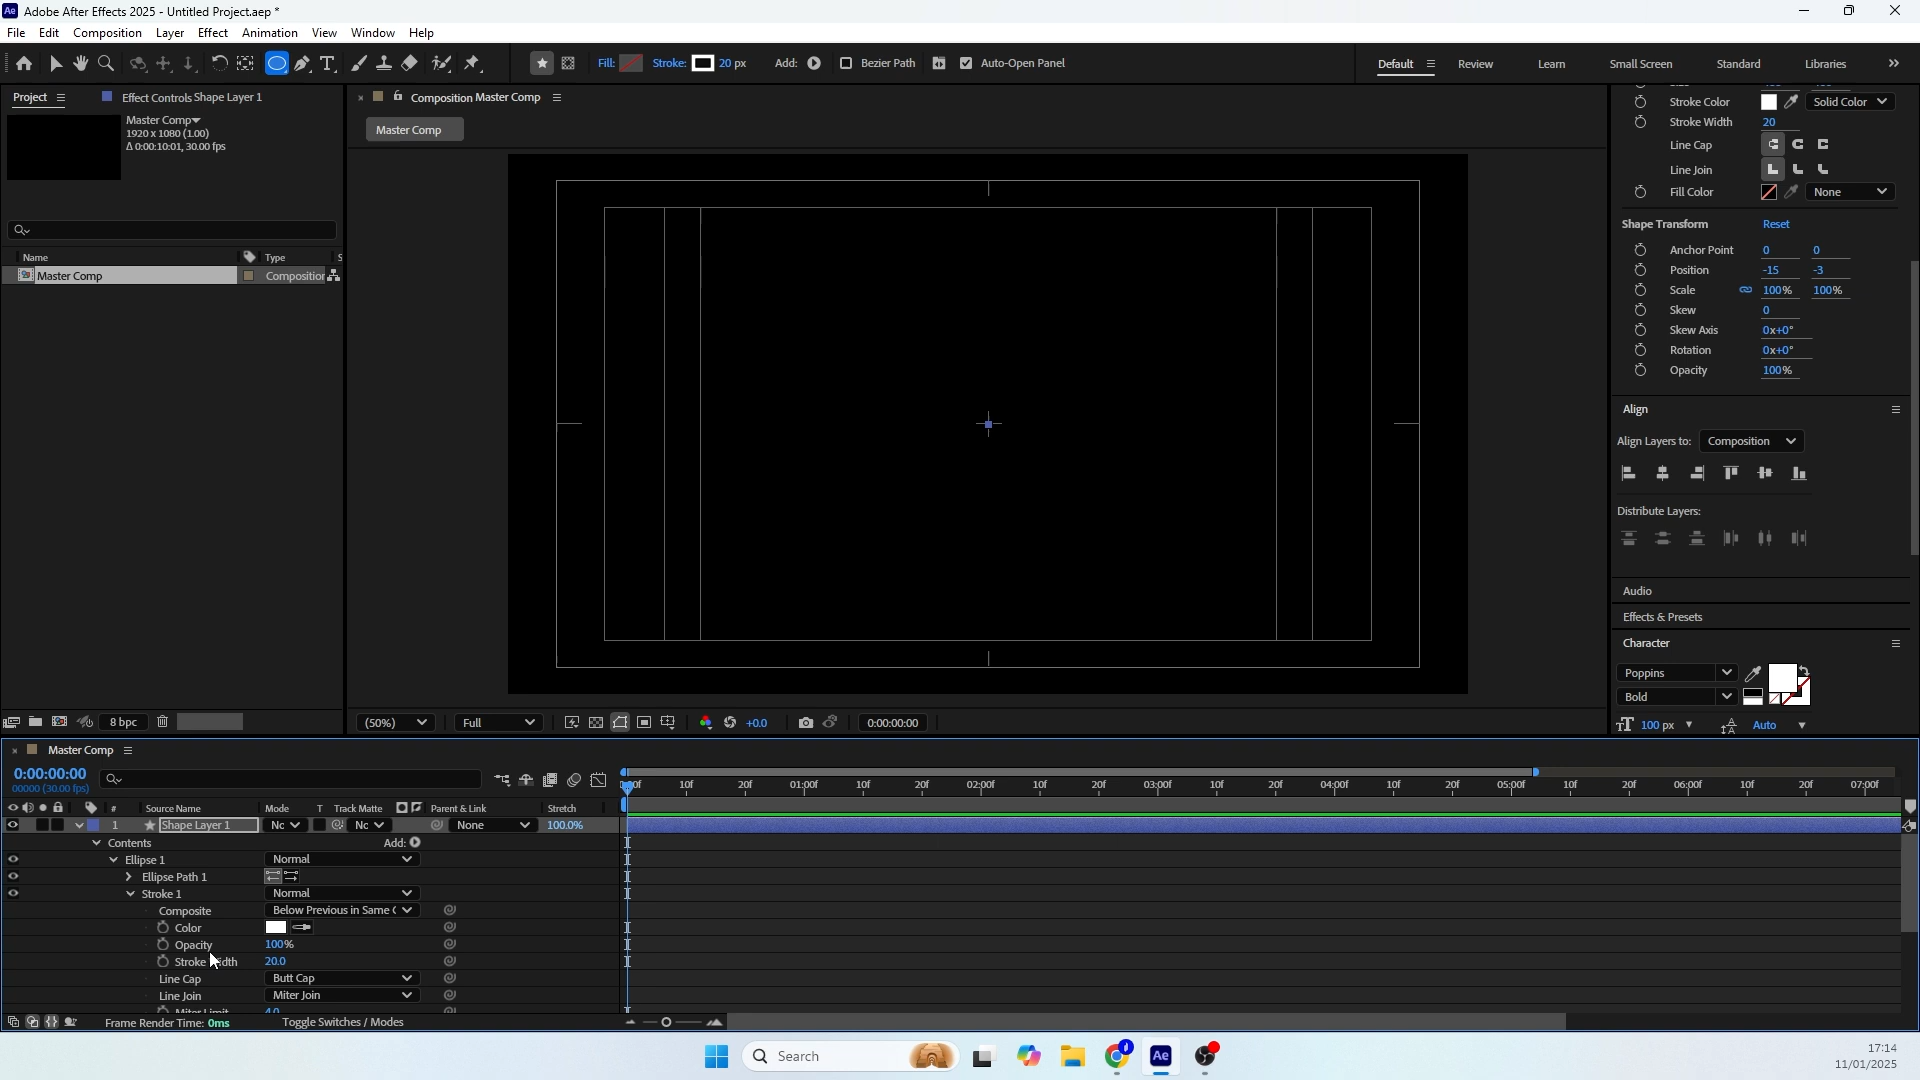 Adobe After Effects 2025 - Untitled Project.aep *
File Edit Composition Layer Effect Animation View Window Help
Fill: Stroke: 20 px Add: Bezier Path Auto-Open Panel Default Review Learn Small Screen Standard Libraries
Project Effect Controls Shape Layer 1
Master Comp
1920 x 1080 (1.00)
Δ 0:00:10:01, 30.00 fps
Name Type S
Master Comp Composition
8 bpc
Composition Master Comp
Master Comp
(50%) Full +0.0 0:00:00:00
Stroke Color Solid Color
Stroke Width 20
Line Cap
Line Join
Fill Color None
Shape Transform Reset
Anchor Point 0 0
Position -15 -3
Scale 100% 100%
Skew 0
Skew Axis 0x+0°
Rotation 0x+0°
Opacity 100%
Align
Align Layers to: Composition
Distribute Layers:
Audio
Effects & Presets
Character
Poppins
Bold
100 px Auto
Master Comp
0:00:00:00
00000 (30.00 fps)
10f 20f 01:00f 10f 20f 02:00f 10f 20f 03:00f 10f 20f 04:00f 10f 20f 05:00f 10f 20f 06:00f 10f 20f 07:00f
# Source Name Mode T Track Matte Parent & Link Stretch
1 Shape Layer 1 Nc Nc None 100.0%
Contents Add:
Ellipse 1 Normal
Ellipse Path 1
Stroke 1 Normal
Composite Below Previous in Same (
Color
Opacity 100%
Stroke Width 20.0
Line Cap Butt Cap
Line Join Miter Join
Miter Limit 4.0
Frame Render Time: 0ms Toggle Switches / Modes
Search
17:14
11/01/2025